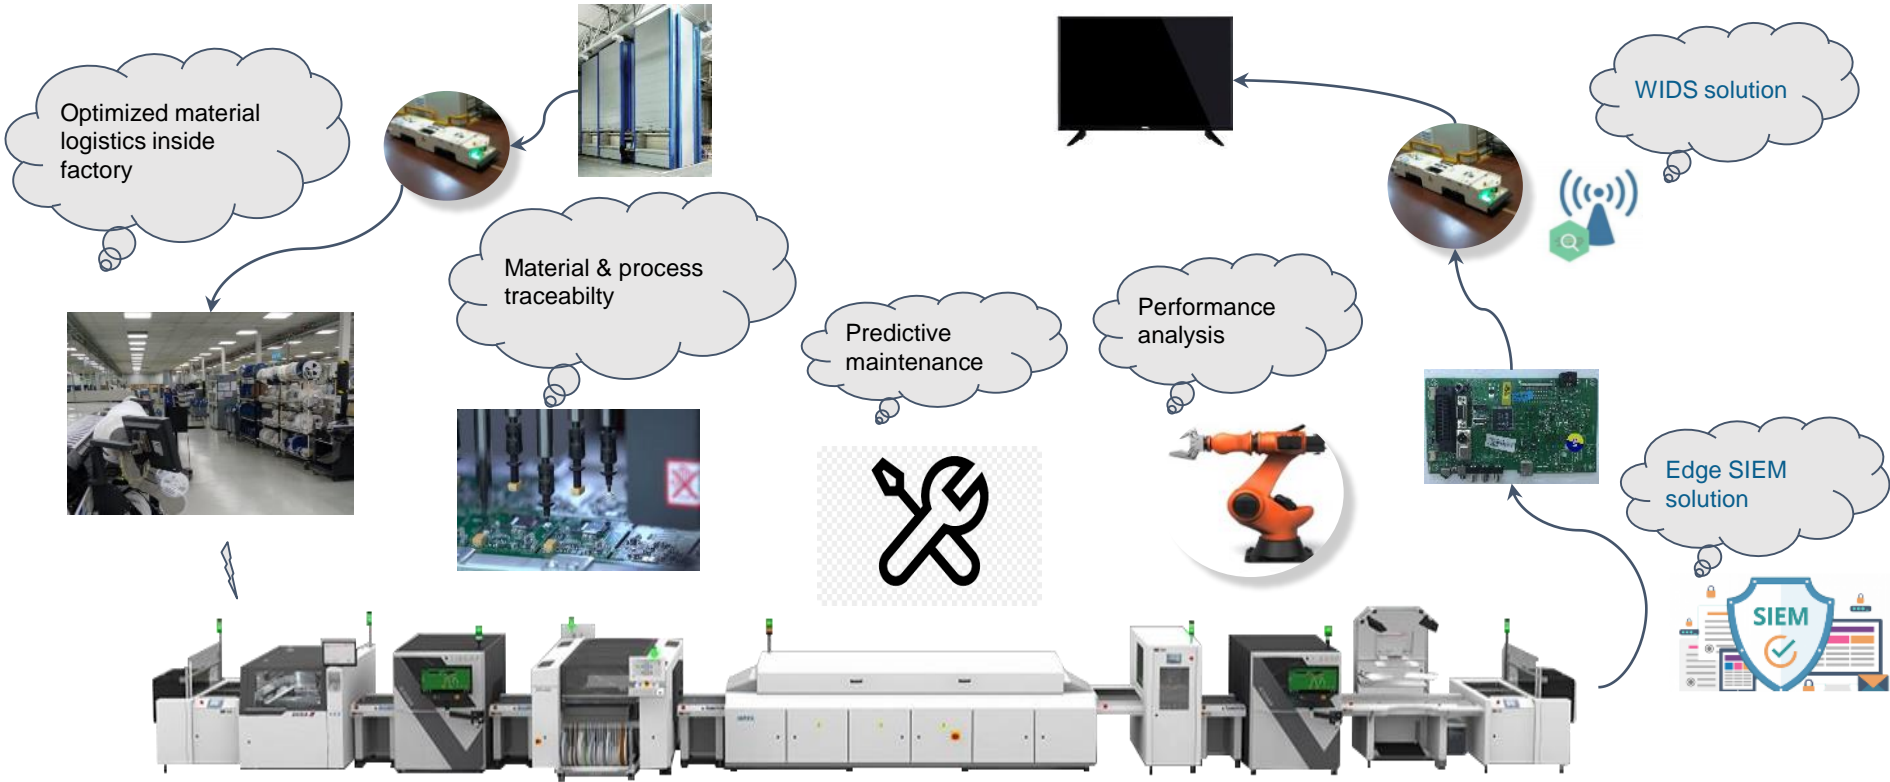 Optimized material
logistics inside
factory
WIDS solution
Material & process
traceabilty
Performance
analysis
Predictive
maintenance
Edge SIEM
solution
SIEM